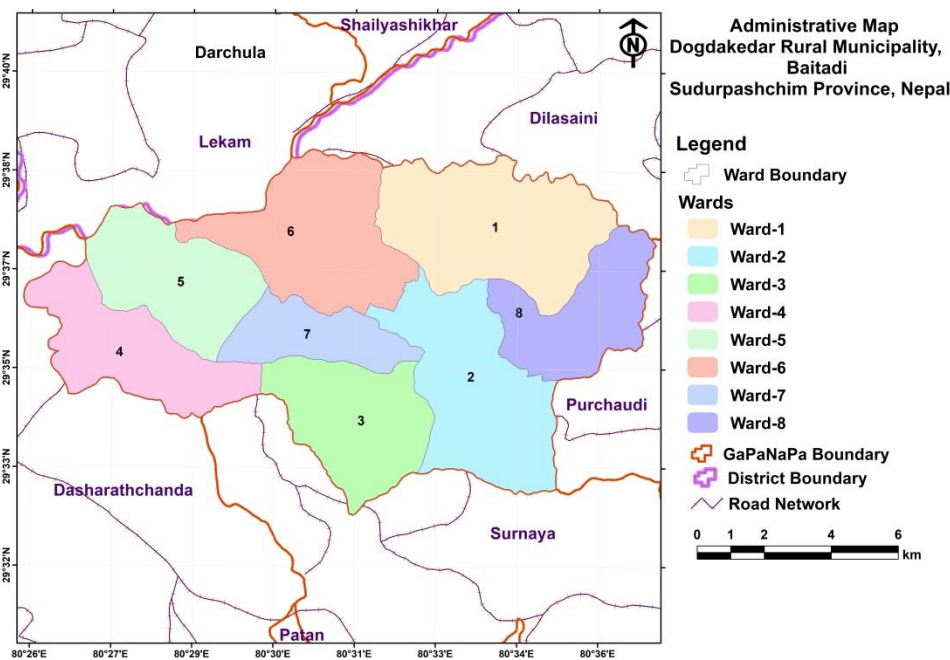 Administrative Map
Dogdakedar Rural Municipality,
Baitadi
Sudurpashchim Province, Nepal
Legend
Ward Boundary
Wards
Ward-1
Ward-2
Ward-3
Ward-4
Ward-5
Ward-6
Ward-7
Ward-8
GaPaNaPa Boundary
District Boundary
Road Network
0 1 2 4 6
km
N
Shailyashikhar
Darchula
Dilasaini
Lekam
1
6
5
8
7
4
2
3
Purchaudi
Dasharathchanda
Surnaya
Patan
29°40'N
29°38'N
29°37'N
29°35'N
29°33'N
29°32'N
80°26'E 80°27'E 80°29'E 80°30'E 80°31'E 80°33'E 80°34'E 80°36'E